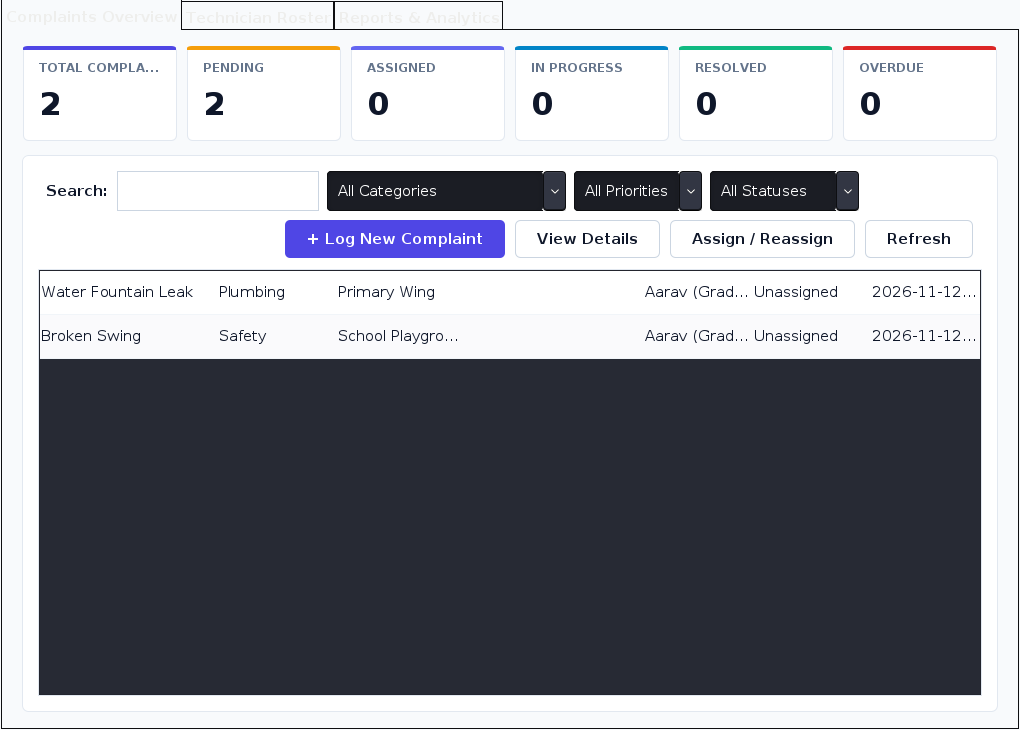 Complaints Overview Technician Roster Reports & Analytics
TOTAL COMPLA... PENDING ASSIGNED IN PROGRESS RESOLVED OVERDUE
2 2 0 0 0 0
Search: All Categories All Priorities All Statuses
+ Log New Complaint View Details Assign / Reassign Refresh
Water Fountain Leak Plumbing Primary Wing Aarav (Grad... Unassigned 2026-11-12...
Broken Swing Safety School Playgro... Aarav (Grad... Unassigned 2026-11-12...